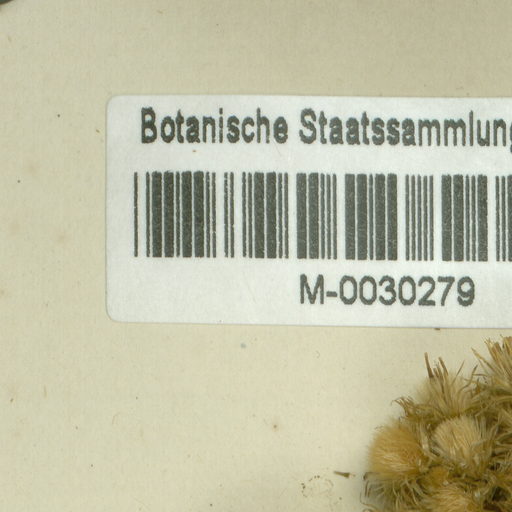 Botanische Staatssammlung
M-0030279